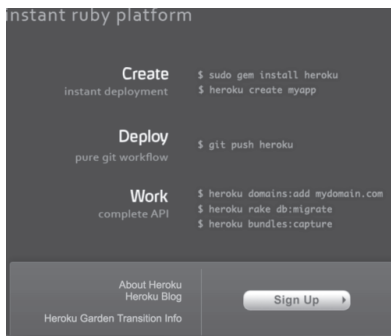 instant ruby platform
Create
instant deployment
$ sudo gem install heroku
$ heroku create myapp
Deploy
pure git workflow
$ git push heroku
Work
complete API
$ heroku domains:add mydomain.com
$ heroku rake db:migrate
$ heroku bundles:capture
About Heroku
Heroku Blog
Heroku Garden Transition Info
Sign Up